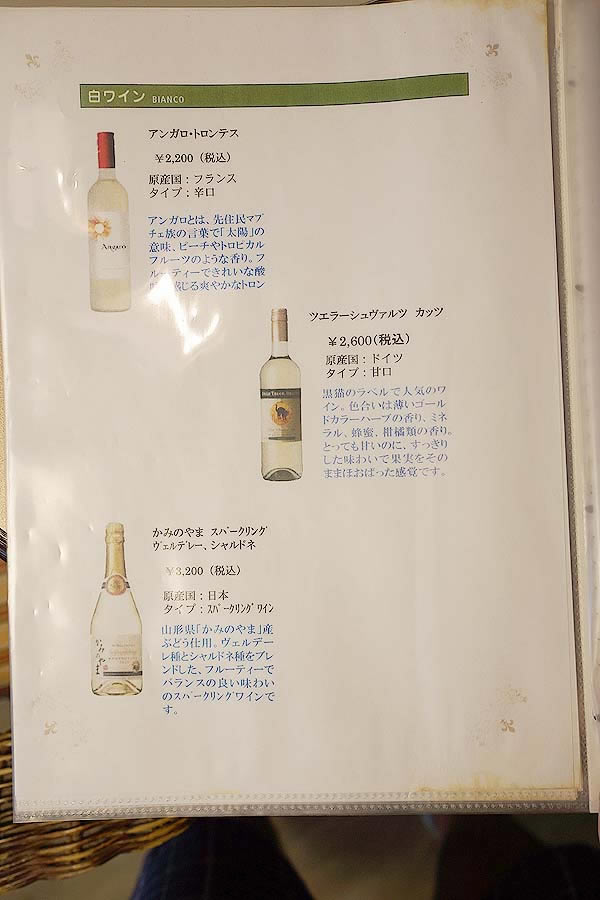 白ワイン BIANCO
アンガロ・トロンテス
￥2,200（税込）
原産国：フランス
タイプ：辛口
アンガロとは、先住民マプ
チェ族の言葉で「太陽」の
意味、ピーチやトロピカル
フルーツのような香り。フ
ルーティーできれいな酸
感じる爽やかなトロン
Angaro
ツエラーシュヴァルツ カッツ
￥2,600（税込）
原産国：ドイツ
タイプ：甘口
黒猫のラベルで人気のワ
イン。色合いは薄いゴール
ドカラーハーブの香り、ミネ
ラル、蜂蜜、柑橘類の香り。
とっても甘いのに、すっきり
した味わいで果実をその
ままほおばった感覚です。
かみのやま ｽﾊﾟｰｸﾘﾝｸﾞ
ｳﾞｪﾙﾃﾞﾚｰ、シャルドネ
￥3,200（税込）
原産国：日本
タイプ：ｽﾊﾟｰｸﾘﾝｸﾞﾜｲﾝ
山形県「かみのやま」産
ぶどう仕用。ヴェルデー
レ種とシャルドネ種をブレ
ンドした、フルーティーで
バランスの良い味わい
のｽﾊﾟｰｸﾘﾝｸﾞワインで
す。
かみのやま